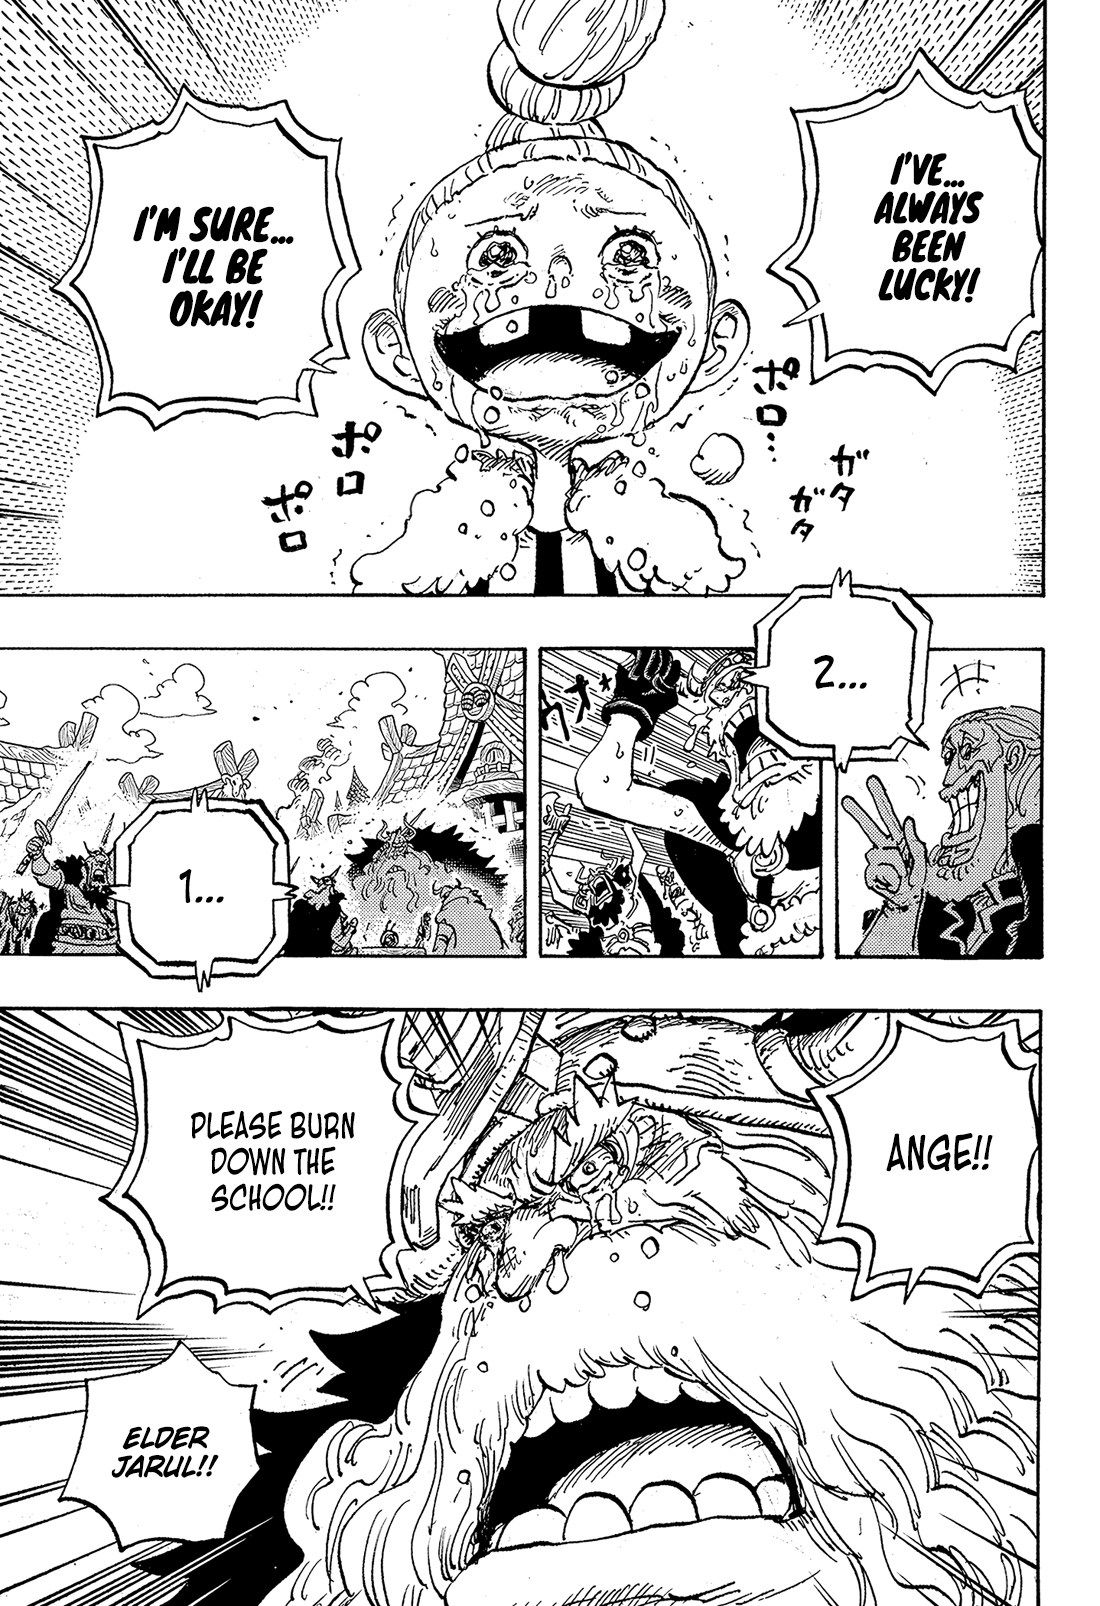 I'VE...
ALWAYS
BEEN
LUCKY!
I'M SURE...
I'LL BE
OKAY!
ポロ...
ガタ
ガタ
ポロ
ポロ
2...
1...
ANGE!!
PLEASE BURN
DOWN THE
SCHOOL!!
ELDER
JARUL!!